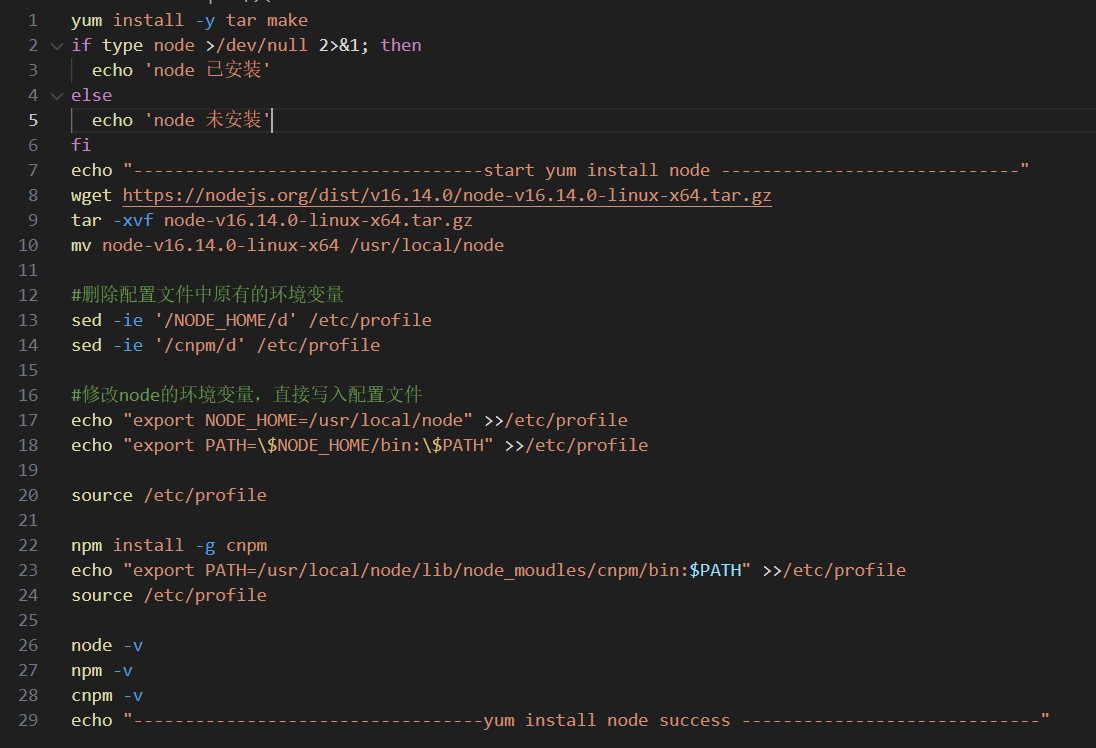 1 yum install -y tar make
2 if type node >/dev/null 2>&1; then
3 echo 'node 已安装'
4 else
5 echo 'node 未安装'
6 fi
7 echo "----------------------------------start yum install node -----------------------------"
8 wget https://nodejs.org/dist/v16.14.0/node-v16.14.0-linux-x64.tar.gz
9 tar -xvf node-v16.14.0-linux-x64.tar.gz
10 mv node-v16.14.0-linux-x64 /usr/local/node
11
12 #删除配置文件中原有的环境变量
13 sed -ie '/NODE_HOME/d' /etc/profile
14 sed -ie '/cnpm/d' /etc/profile
15
16 #修改node的环境变量，直接写入配置文件
17 echo "export NODE_HOME=/usr/local/node" >>/etc/profile
18 echo "export PATH=\$NODE_HOME/bin:\$PATH" >>/etc/profile
19
20 source /etc/profile
21
22 npm install -g cnpm
23 echo "export PATH=/usr/local/node/lib/node_moudles/cnpm/bin:$PATH" >>/etc/profile
24 source /etc/profile
25
26 node -v
27 npm -v
28 cnpm -v
29 echo "----------------------------------yum install node success -----------------------------"